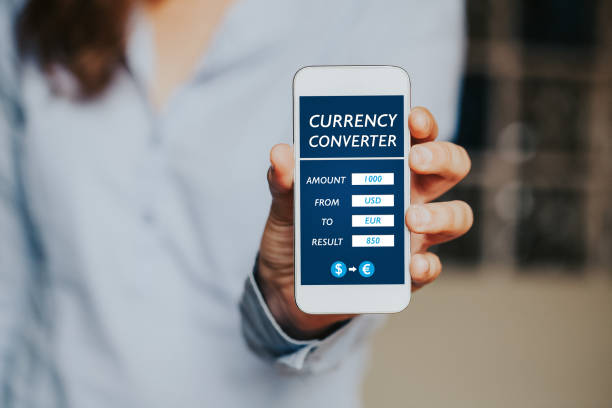 CURRENCY
CONVERTER
AMOUNT 1000
FROM USD
TO EUR
RESULT 850
$ → €